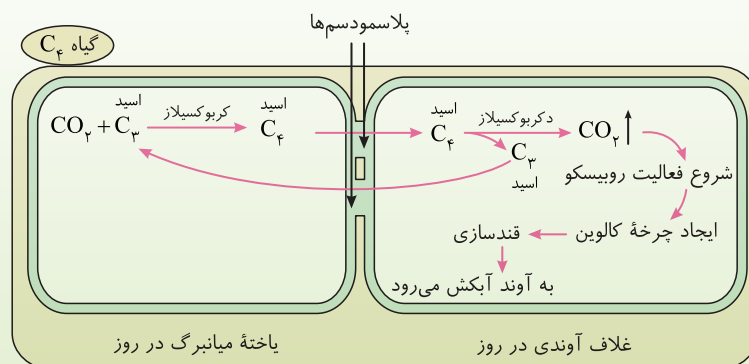 پلاسمودسم‌ها
گیاه C۴
اسید
CO۲ + C۳
کربوکسیلاز
اسید
C۴
اسید
C۴
دکربوکسیلاز
CO۲
C۳
اسید
شروع فعالیت روبیسکو
ایجاد چرخهٔ کالوین
قندسازی
به آوند آبکش می‌رود
غلاف آوندی در روز
یاختهٔ میانبرگ در روز